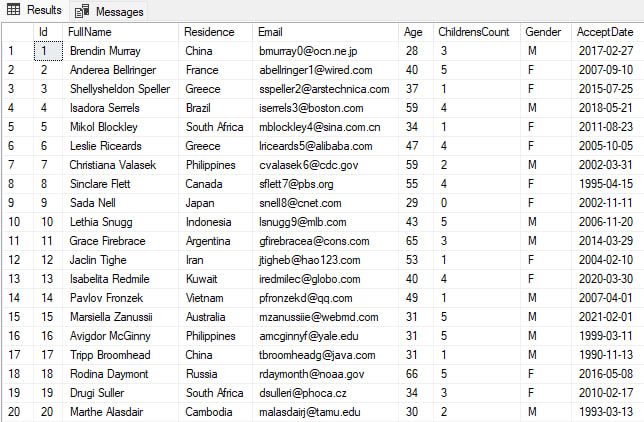 Results Messages
Id FullName Residence Email Age ChildrensCount Gender AcceptDate
1 1 Brendin Murray China bmurray0@ocn.ne.jp 28 3 M 2017-02-27
2 2 Anderea Bellringer France abellringer1@wired.com 40 5 F 2007-09-10
3 3 Shellysheldon Speller Greece sspeller2@arstechnica.com 37 1 F 2015-07-25
4 4 Isadora Serrels Brazil iserrels3@boston.com 59 4 M 2018-05-21
5 5 Mikol Blockley South Africa mblockley4@sina.com.cn 34 1 F 2011-08-23
6 6 Leslie Riceards Greece lriceards5@alibaba.com 47 4 F 2005-10-05
7 7 Christiana Valasek Philippines cvalasek6@cdc.gov 59 2 M 2002-03-31
8 8 Sinclare Flett Canada sflett7@pbs.org 55 4 F 1995-04-15
9 9 Sada Nell Japan snell8@cnet.com 29 0 F 2002-11-11
10 10 Lethia Snugg Indonesia lsnugg9@mlb.com 43 5 M 2006-11-20
11 11 Grace Firebrace Argentina gfirebracea@cons.com 65 3 M 2014-03-29
12 12 Jaclin Tighe Iran jtigheb@hao123.com 53 1 F 2004-02-10
13 13 Isabelita Redmile Kuwait iredmilec@globo.com 40 4 F 2020-03-30
14 14 Pavlov Fronzek Vietnam pfronzekd@qq.com 49 1 M 2007-04-01
15 15 Marsiella Zanussii Australia mzanussiie@webmd.com 31 5 M 2021-02-01
16 16 Avigdor McGinny Philippines amcginnyf@yale.edu 31 5 M 1999-03-11
17 17 Tripp Broomhead China tbroomheadg@java.com 31 1 M 1990-11-13
18 18 Rodina Daymont Russia rdaymonth@noaa.gov 66 5 F 2016-05-08
19 19 Drugi Suller South Africa dsulleri@phoca.cz 34 3 F 2010-02-17
20 20 Marthe Alasdair Cambodia malasdairj@tamu.edu 30 2 M 1993-03-13